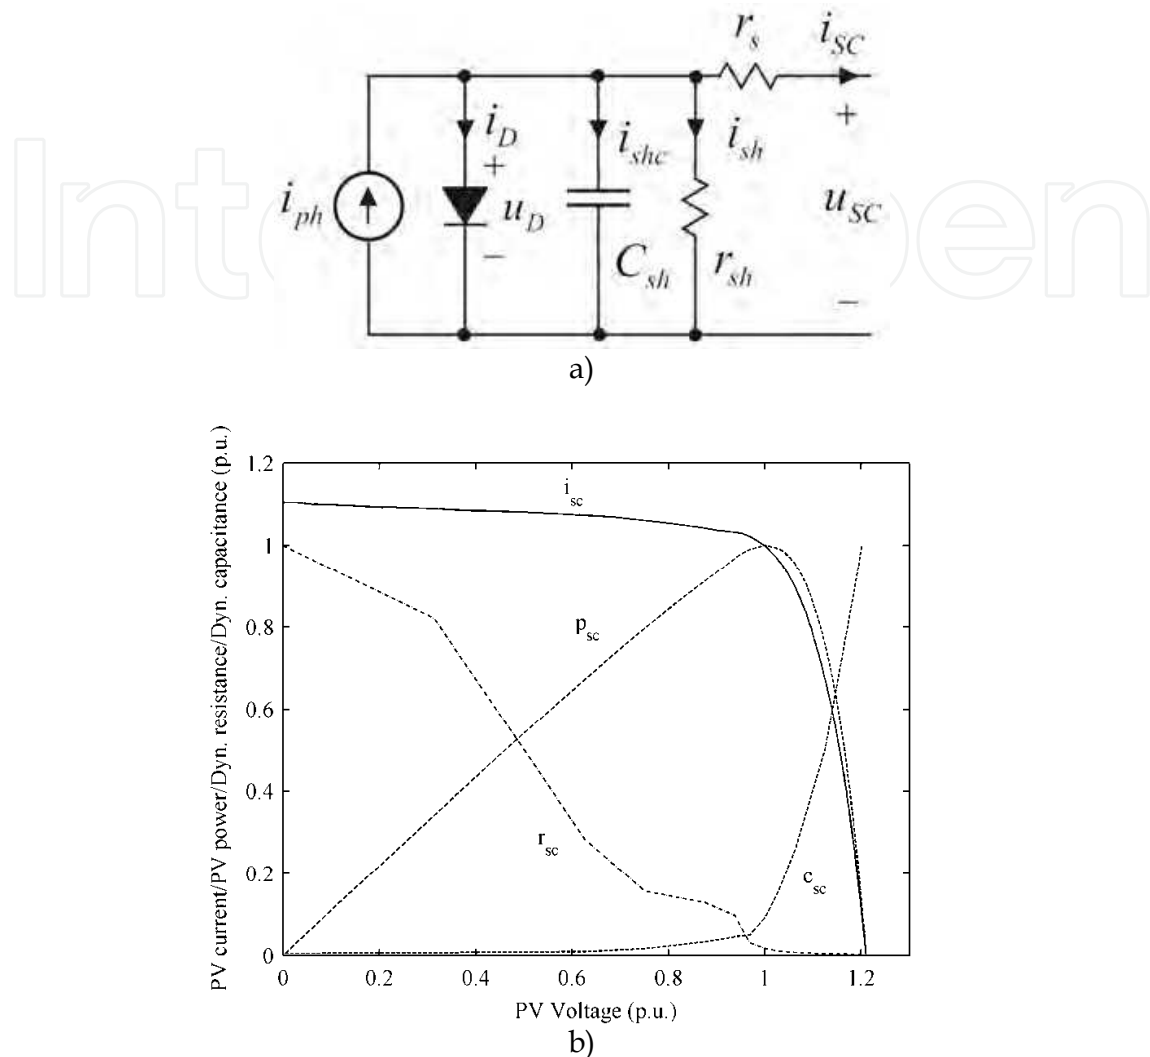 r_s i_SC
i_D i_shc i_sh +
+
i_ph u_D u_SC
− C_sh r_sh
−
InTechOpen
a)
PV current/PV power/Dyn. resistance/Dyn. capacitance (p.u.)
1.2
1
0.8
0.6
0.4
0.2
0
i_sc
p_sc
r_sc
c_sc
0 0.2 0.4 0.6 0.8 1 1.2
PV Voltage (p.u.)
b)